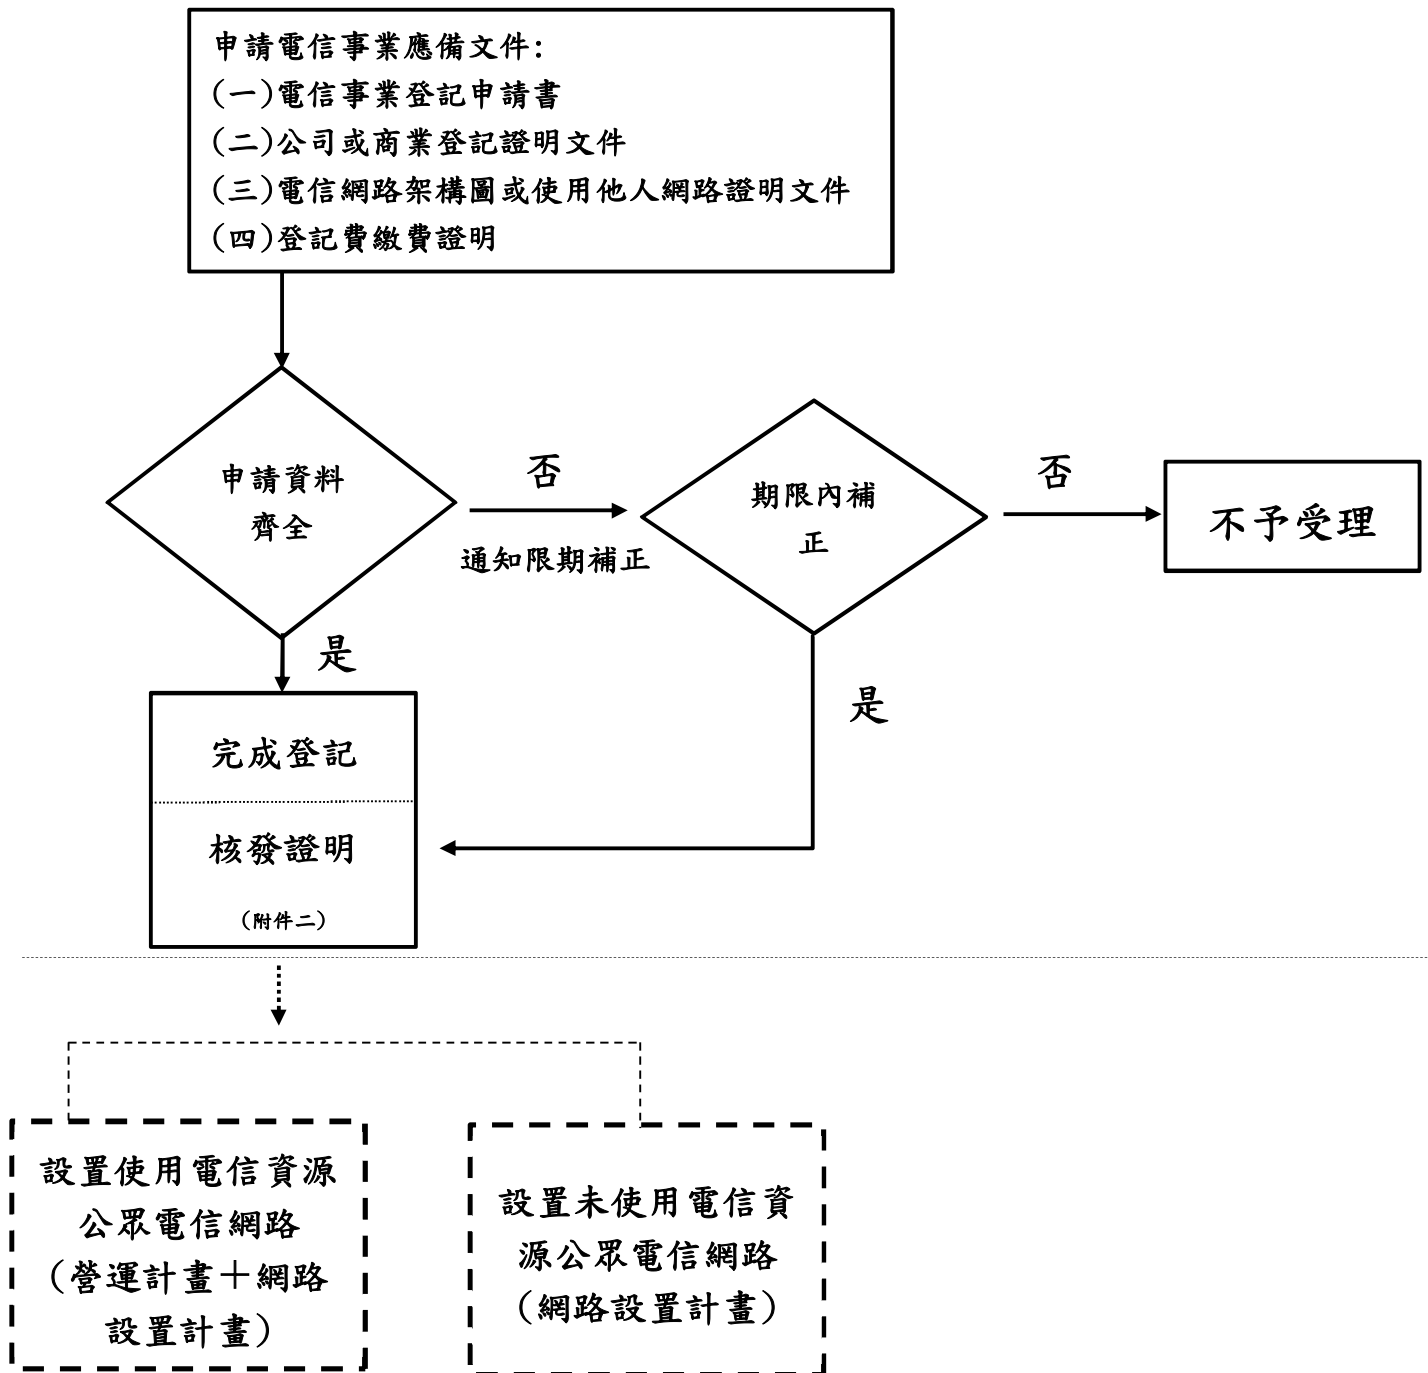 申請電信事業應備文件:
(一)電信事業登記申請書
(二)公司或商業登記證明文件
(三)電信網路架構圖或使用他人網路證明文件
(四)登記費繳費證明
申請資料
齊全
否
通知限期補正
期限內補
正
否
不予受理
是
是
完成登記
核發證明
(附件二)
設置使用電信資源
公眾電信網路
(營運計畫＋網路
設置計畫)
設置未使用電信資
源公眾電信網路
(網路設置計畫)